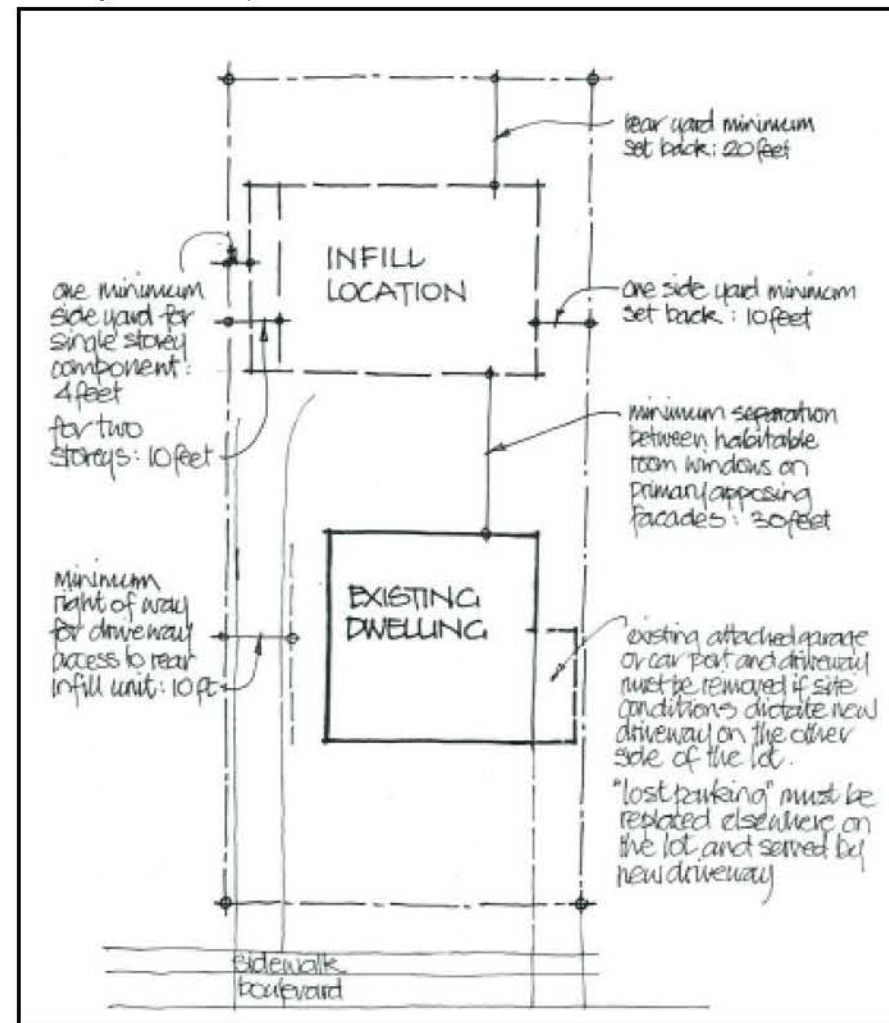 rear yard minimum
set back: 20 feet
INFILL
LOCATION
one minimum
side yard for
single storey
component:
4 feet
for two
storeys: 10 feet
one side yard minimum
set back: 10 feet
minimum separation
between habitable
room windows on
primary opposing
facades: 30 feet
minimum
right of way
for driveway
access to rear
infill unit: 10 ft
EXISTING
DWELLING
existing attached garage
or car port and driveway
must be removed if site
conditions dictate new
driveway on the other
side of the lot.
"lost parking" must be
replaced elsewhere on
the lot and served by
new driveway
sidewalk
boulevard